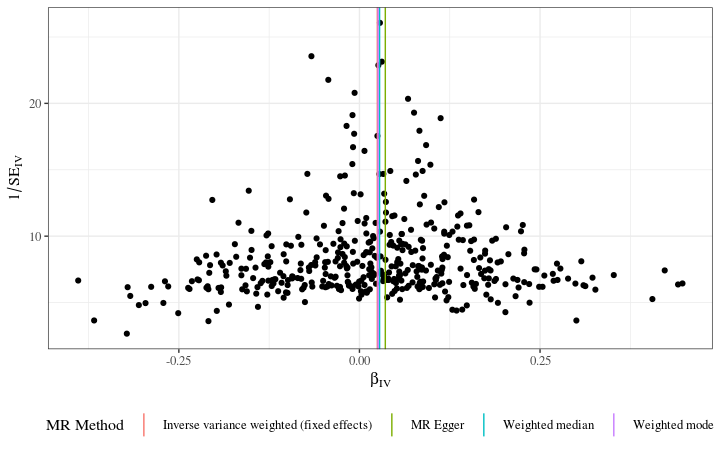 20
10
1/SE_IV
-0.25
0.00
0.25
β_IV
MR Method
Inverse variance weighted (fixed effects)
MR Egger
Weighted median
Weighted mode